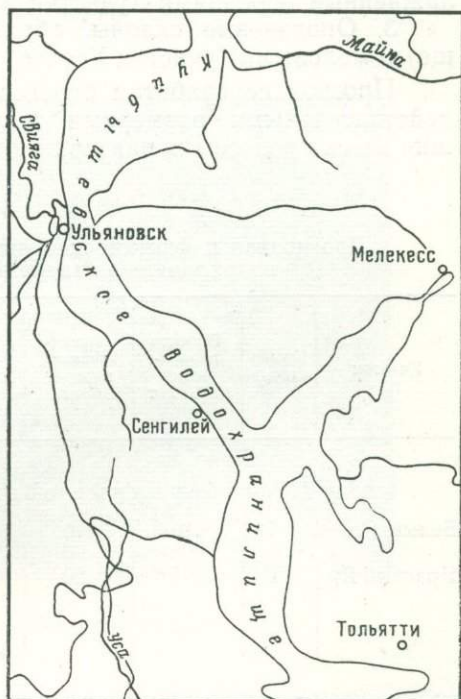 Майна
Куйбышевское водохранилище
Свияга
Ульяновск
Мелекесс
Сенгилей
Тольятти
Уса